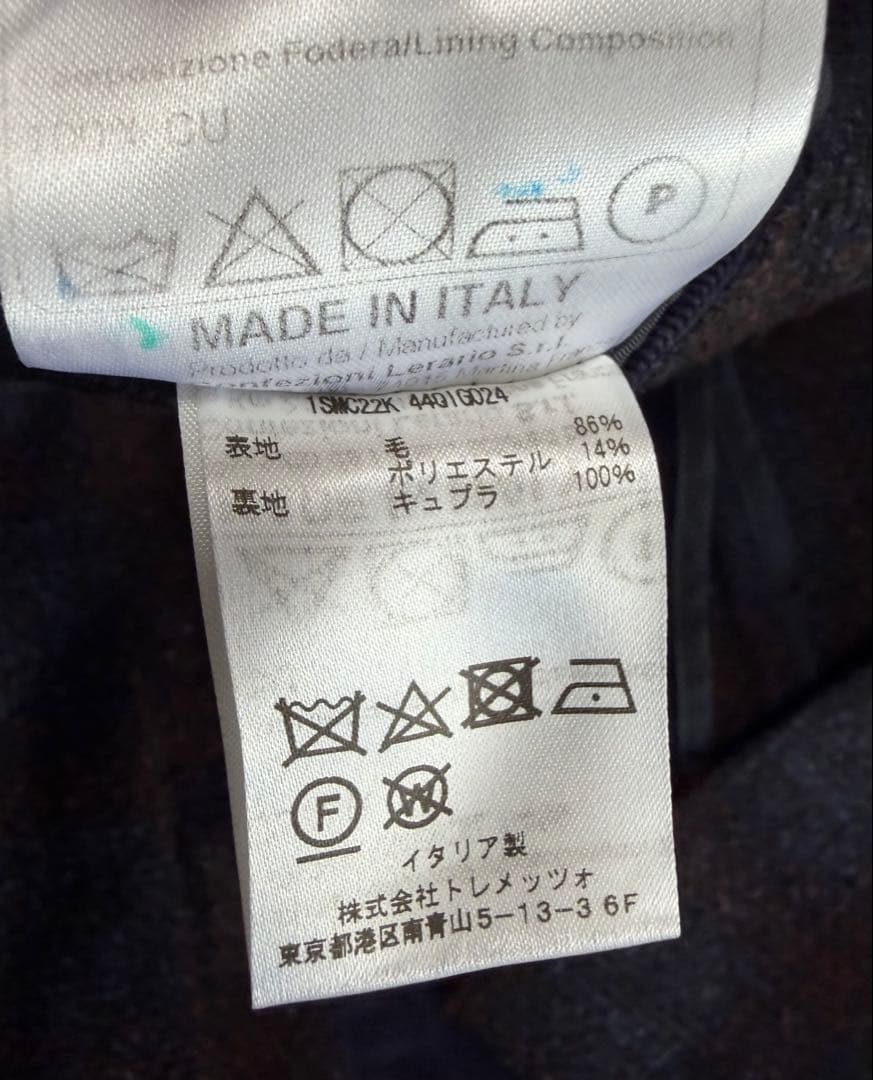 Fodera/Lining Composition
CU
P
MADE IN ITALY
Prodotto da / Manufactured by
Confezioni Lerario S.r.l.
1SMC22K 44Q1G024
表地 毛 86%
ポリエステル 14%
裏地 キュプラ 100%
F W
イタリア製
株式会社トレメッツォ
東京都港区南青山5-13-3 6F